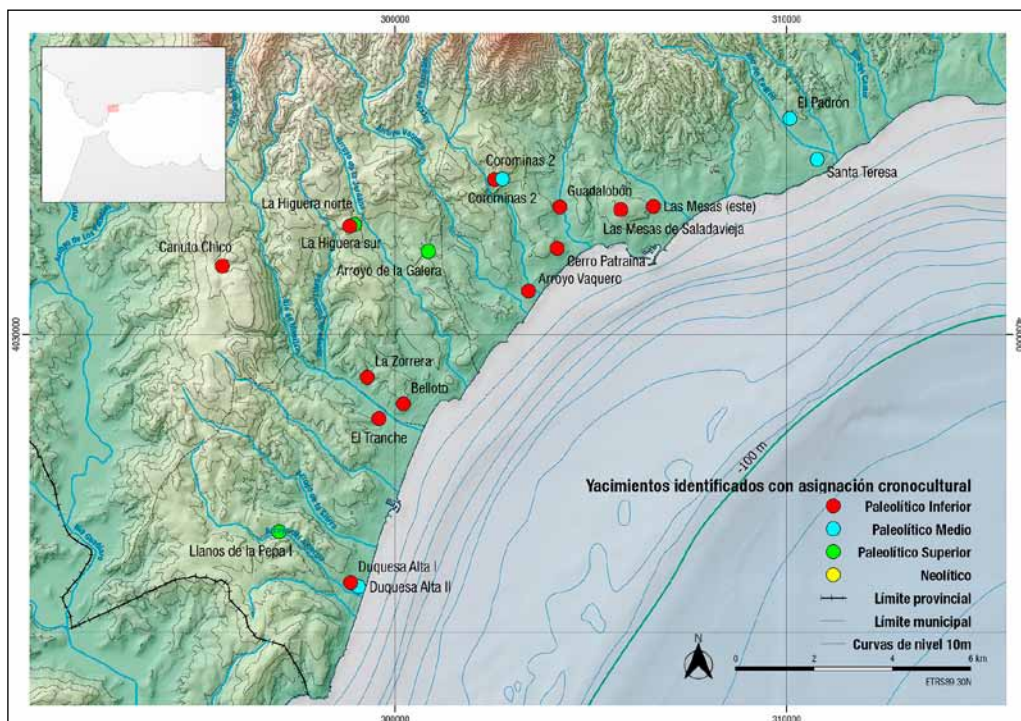 300000
310000
El Padrón
Santa Teresa
Corominas 2
Corominas 2
Guadalobón
Las Mesas (este)
Las Mesas de Saladavieja
La Higuera norte
La Higuera sur
Canuto Chico
Arroyo de la Galera
Cerro Patraina
Arroyo Vaquero
4030000
4030000
La Zorrera
Belloto
El Tranche
-100 m
Llanos de la Pepa I
Duquesa Alta I
Duquesa Alta II
Yacimientos identificados con asignación cronocultural
Paleolítico Inferior
Paleolítico Medio
Paleolítico Superior
Neolítico
Límite provincial
Límite municipal
Curvas de nivel 10m
N
0 2 4 6 km
ETRS89 30N
300000
310000